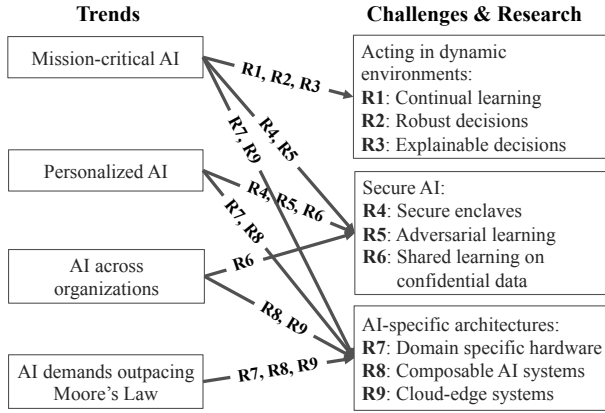 Trends
Challenges & Research
Mission-critical AI
Personalized AI
AI across
organizations
AI demands outpacing
Moore's Law
R1, R2, R3
R4, R5
R7, R9
R4, R5, R6
R7, R8
R6
R8, R9
R7, R8, R9
Acting in dynamic
environments:
R1: Continual learning
R2: Robust decisions
R3: Explainable decisions
Secure AI:
R4: Secure enclaves
R5: Adversarial learning
R6: Shared learning on
confidential data
AI-specific architectures:
R7: Domain specific hardware
R8: Composable AI systems
R9: Cloud-edge systems